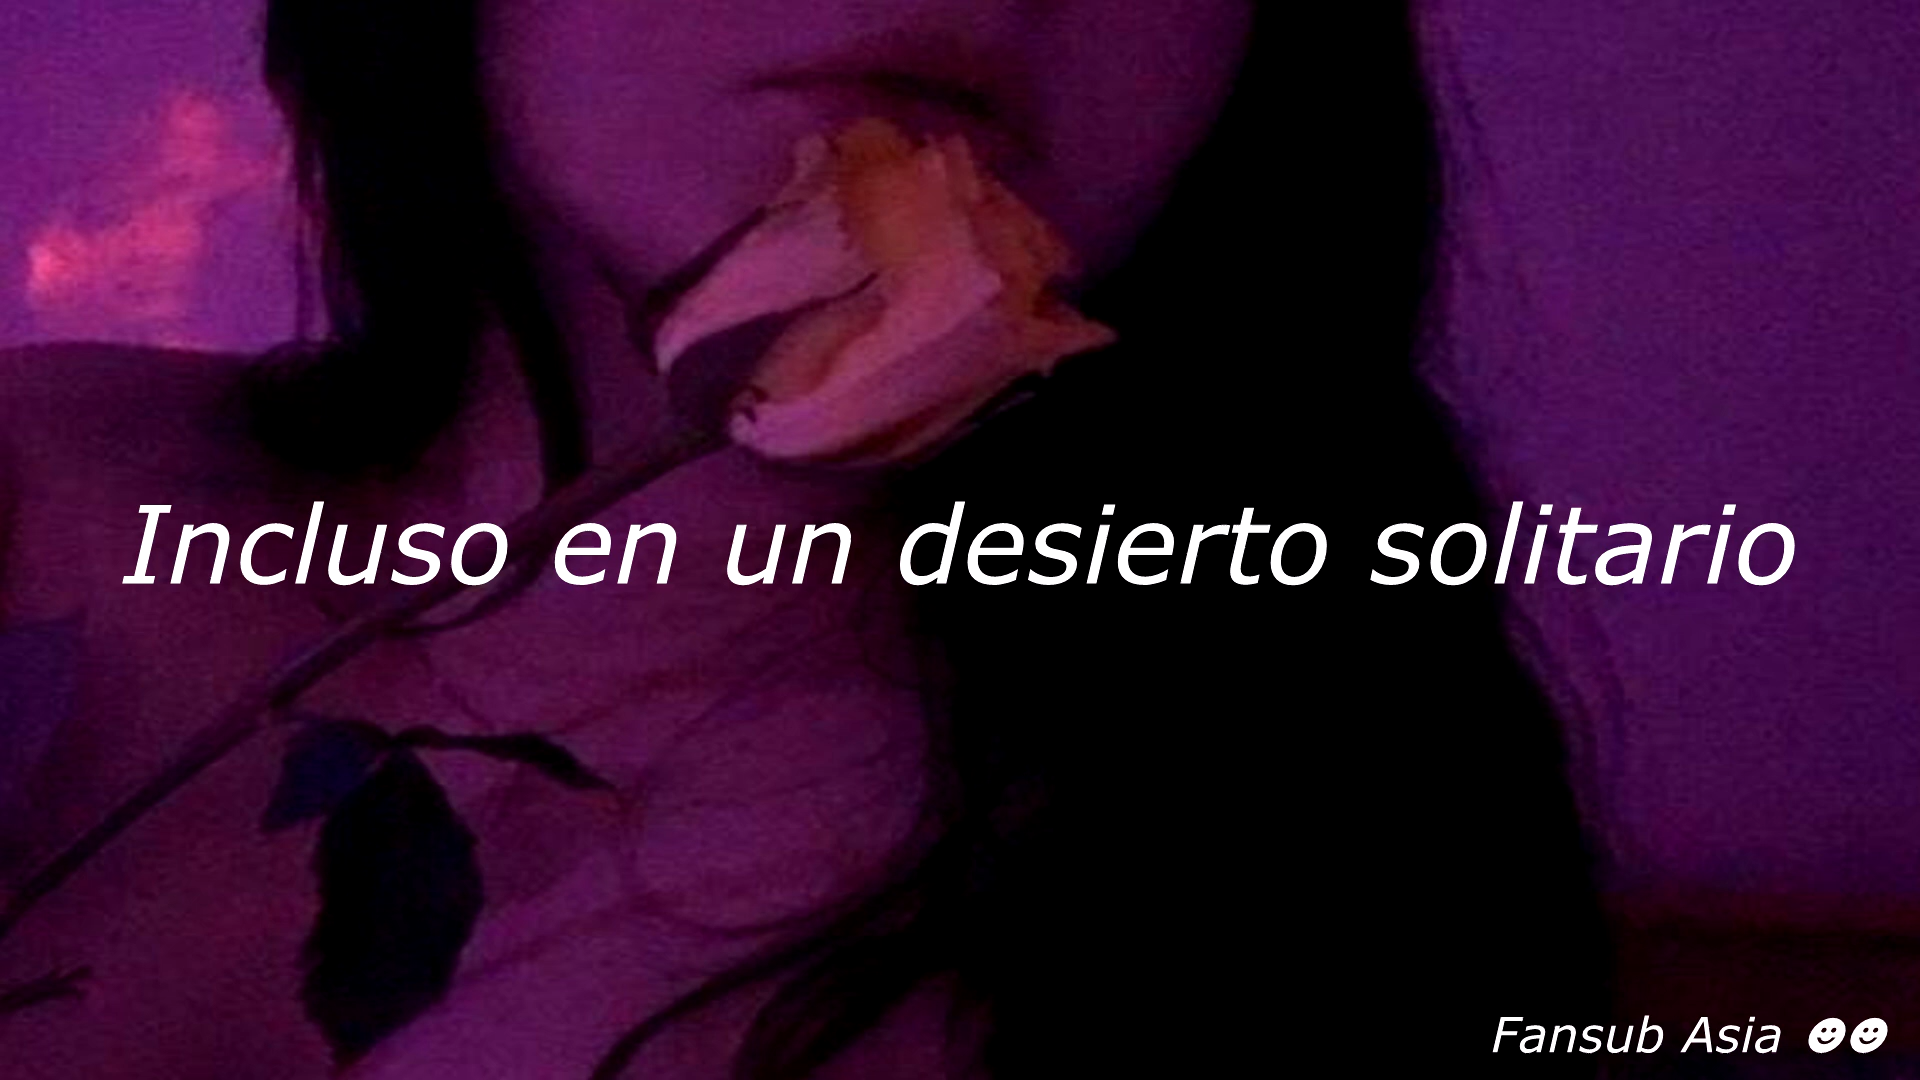 Incluso en un desierto solitario
Fansub Asia ☻☻